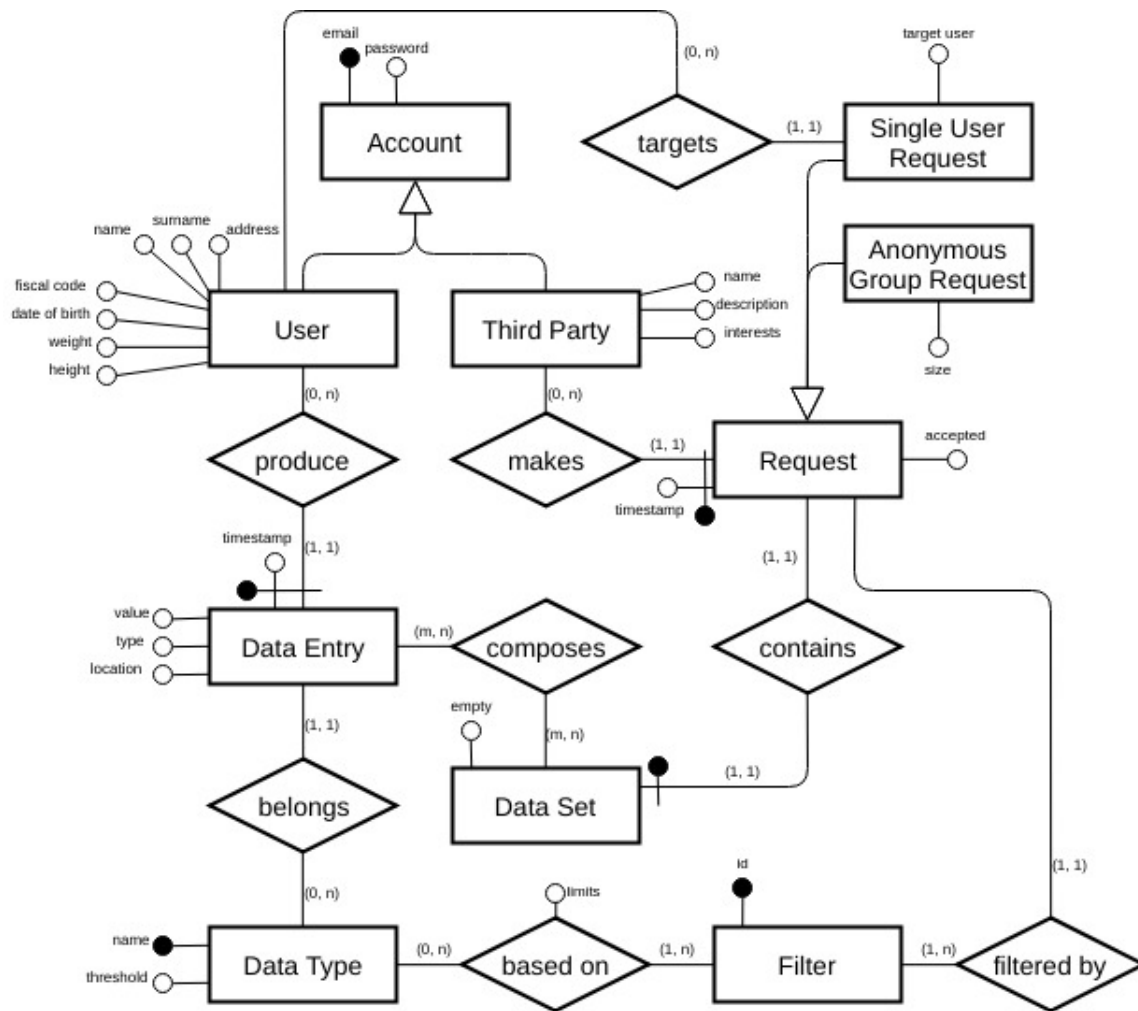 email
password
(0, n)
target user
Account
targets
(1, 1)
Single User
Request
name
surname
address
fiscal code
date of birth
weight
height
User
Third Party
name
description
interests
Anonymous
Group Request
size
(0, n)
(0, n)
produce
makes
(1, 1)
Request
accepted
timestamp
timestamp
(1, 1)
(1, 1)
value
type
location
Data Entry
(m, n)
composes
contains
(1, 1)
empty
(m, n)
Data Set
(1, 1)
belongs
(0, n)
id
(1, 1)
limits
name
threshold
Data Type
(0, n)
based on
(1, n)
Filter
(1, n)
filtered by